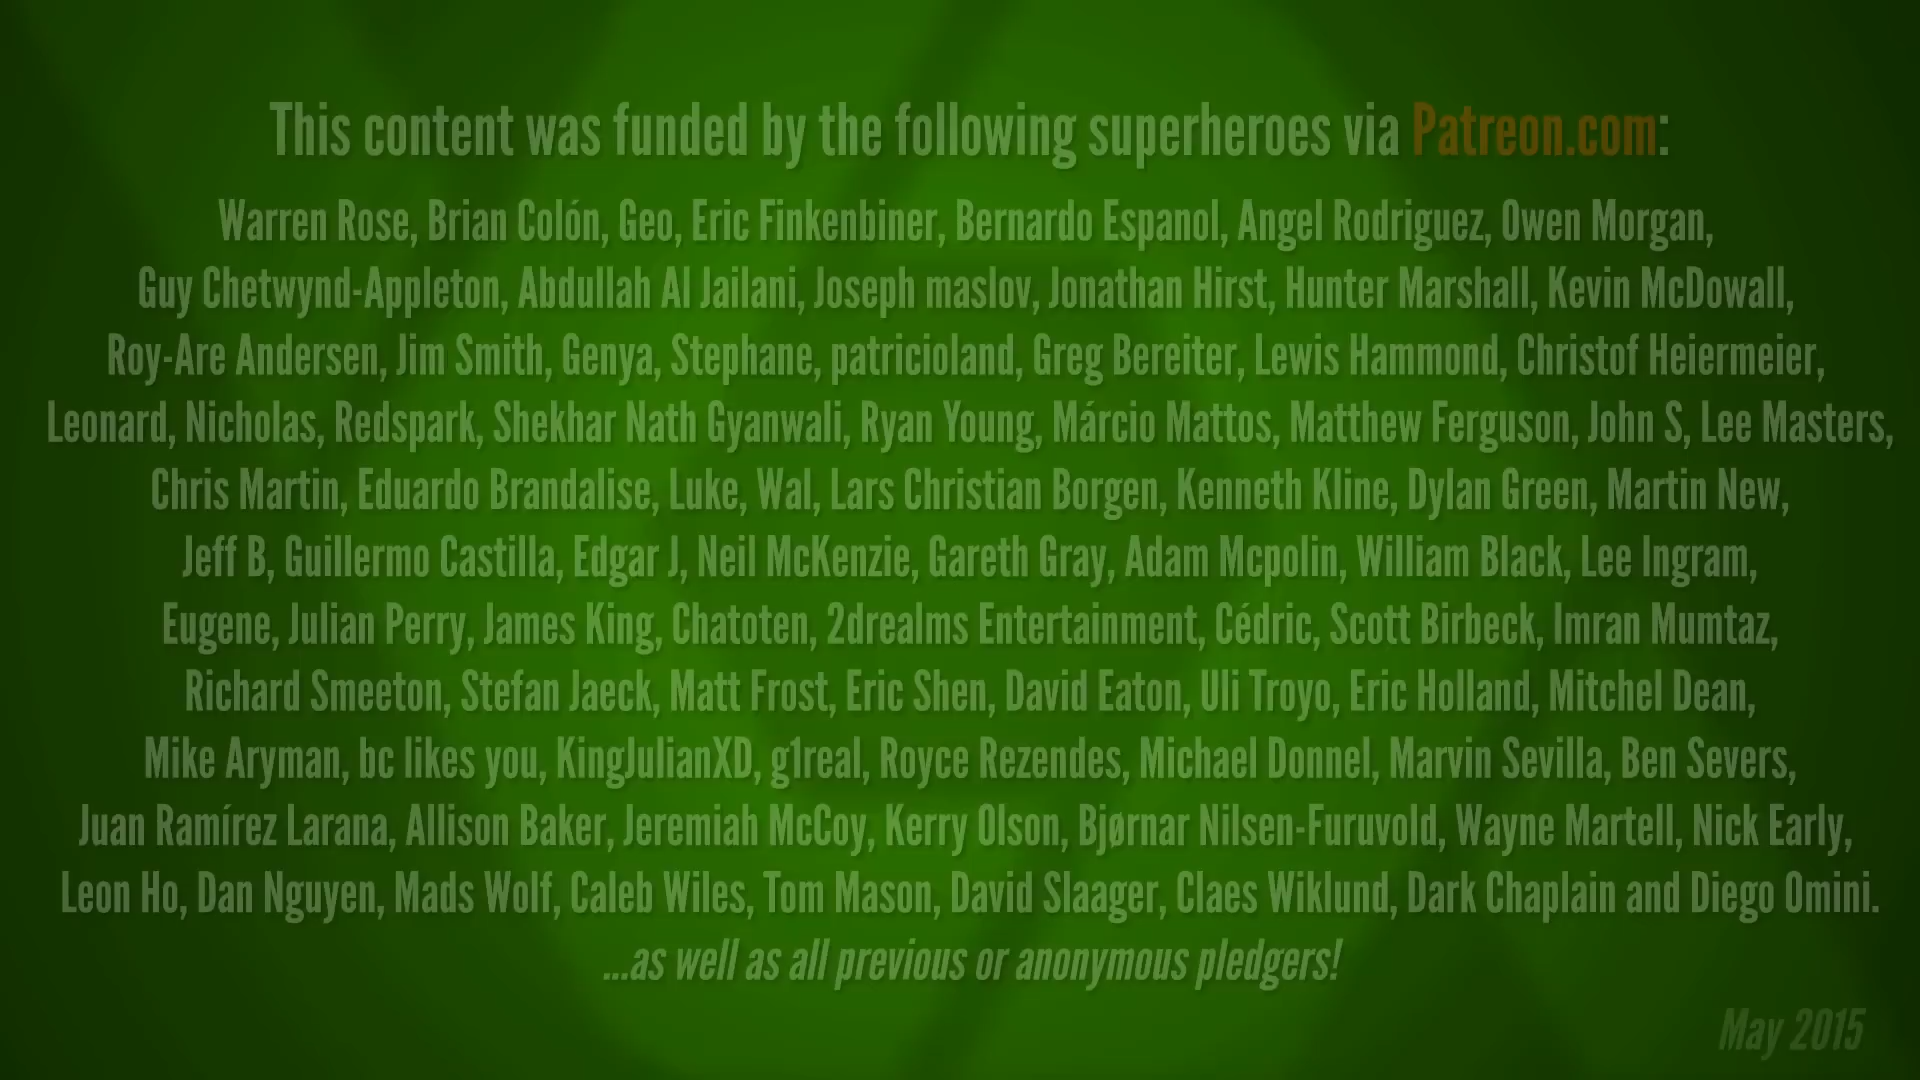 This content was funded by the following superheroes via Patreon.com:
Warren Rose, Brian Colón, Geo, Eric Finkenbiner, Bernardo Espanol, Angel Rodriguez, Owen Morgan,
Guy Chetwynd-Appleton, Abdullah Al Jailani, Joseph maslov, Jonathan Hirst, Hunter Marshall, Kevin McDowall,
Roy-Are Andersen, Jim Smith, Genya, Stephane, patricioland, Greg Bereiter, Lewis Hammond, Christof Heiermeier,
Leonard, Nicholas, Redspark, Shekhar Nath Gyanwali, Ryan Young, Márcio Mattos, Matthew Ferguson, John S, Lee Masters,
Chris Martin, Eduardo Brandalise, Luke, Wal, Lars Christian Borgen, Kenneth Kline, Dylan Green, Martin New,
Jeff B, Guillermo Castilla, Edgar J, Neil McKenzie, Gareth Gray, Adam Mcpolin, William Black, Lee Ingram,
Eugene, Julian Perry, James King, Chatoten, 2drealms Entertainment, Cédric, Scott Birbeck, Imran Mumtaz,
Richard Smeeton, Stefan Jaeck, Matt Frost, Eric Shen, David Eaton, Uli Troyo, Eric Holland, Mitchel Dean,
Mike Aryman, bc likes you, KingJulianXD, g1real, Royce Rezendes, Michael Donnel, Marvin Sevilla, Ben Severs,
Juan Ramírez Larana, Allison Baker, Jeremiah McCoy, Kerry Olson, Bjørnar Nilsen-Furuvold, Wayne Martell, Nick Early,
Leon Ho, Dan Nguyen, Mads Wolf, Caleb Wiles, Tom Mason, David Slaager, Claes Wiklund, Dark Chaplain and Diego Omini.
...as well as all previous or anonymous pledgers!
May 2015